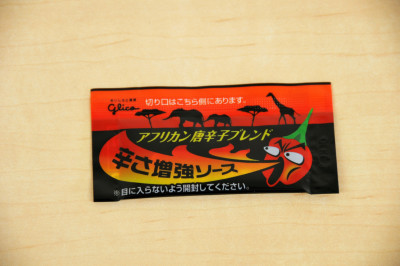 glico
切り口はこちら側にあります。
アフリカン唐辛子ブレンド
辛さ増強ソース
※目に入らないよう開封してください。